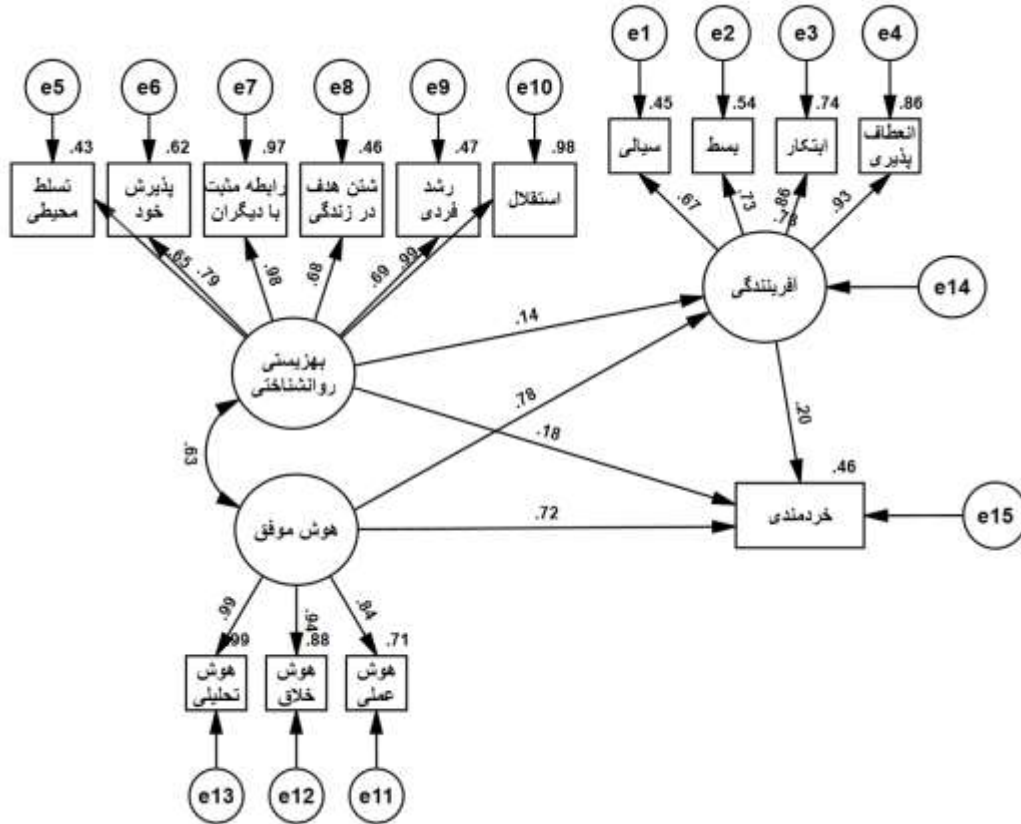 e1 e2 e3 e4
e5 e6 e7 e8 e9 e10
.45 .54 .74 .86
سیالی
بسط
ابتکار
انعطاف
پذیری
.43 .62 .97 .46 .47 .98
تسلط
محیطی
پذیرش
خود
رابطه مثبت
با دیگران
شتن هدف
در زندگی
رشد
فردی
استقلال
.67 .73 .86 .93
.78
.65 .79 .98 .68 .69 .99
آفرینندگی
e14
.14
بهزیستی
روانشناختی
.78
.18
.20
.63
.46
خردمندی
e15
هوش موفق
.72
.99 .94 .84
.99 .88 .71
هوش
تحلیلی
هوش
خلاق
هوش
عملی
e13 e12 e11